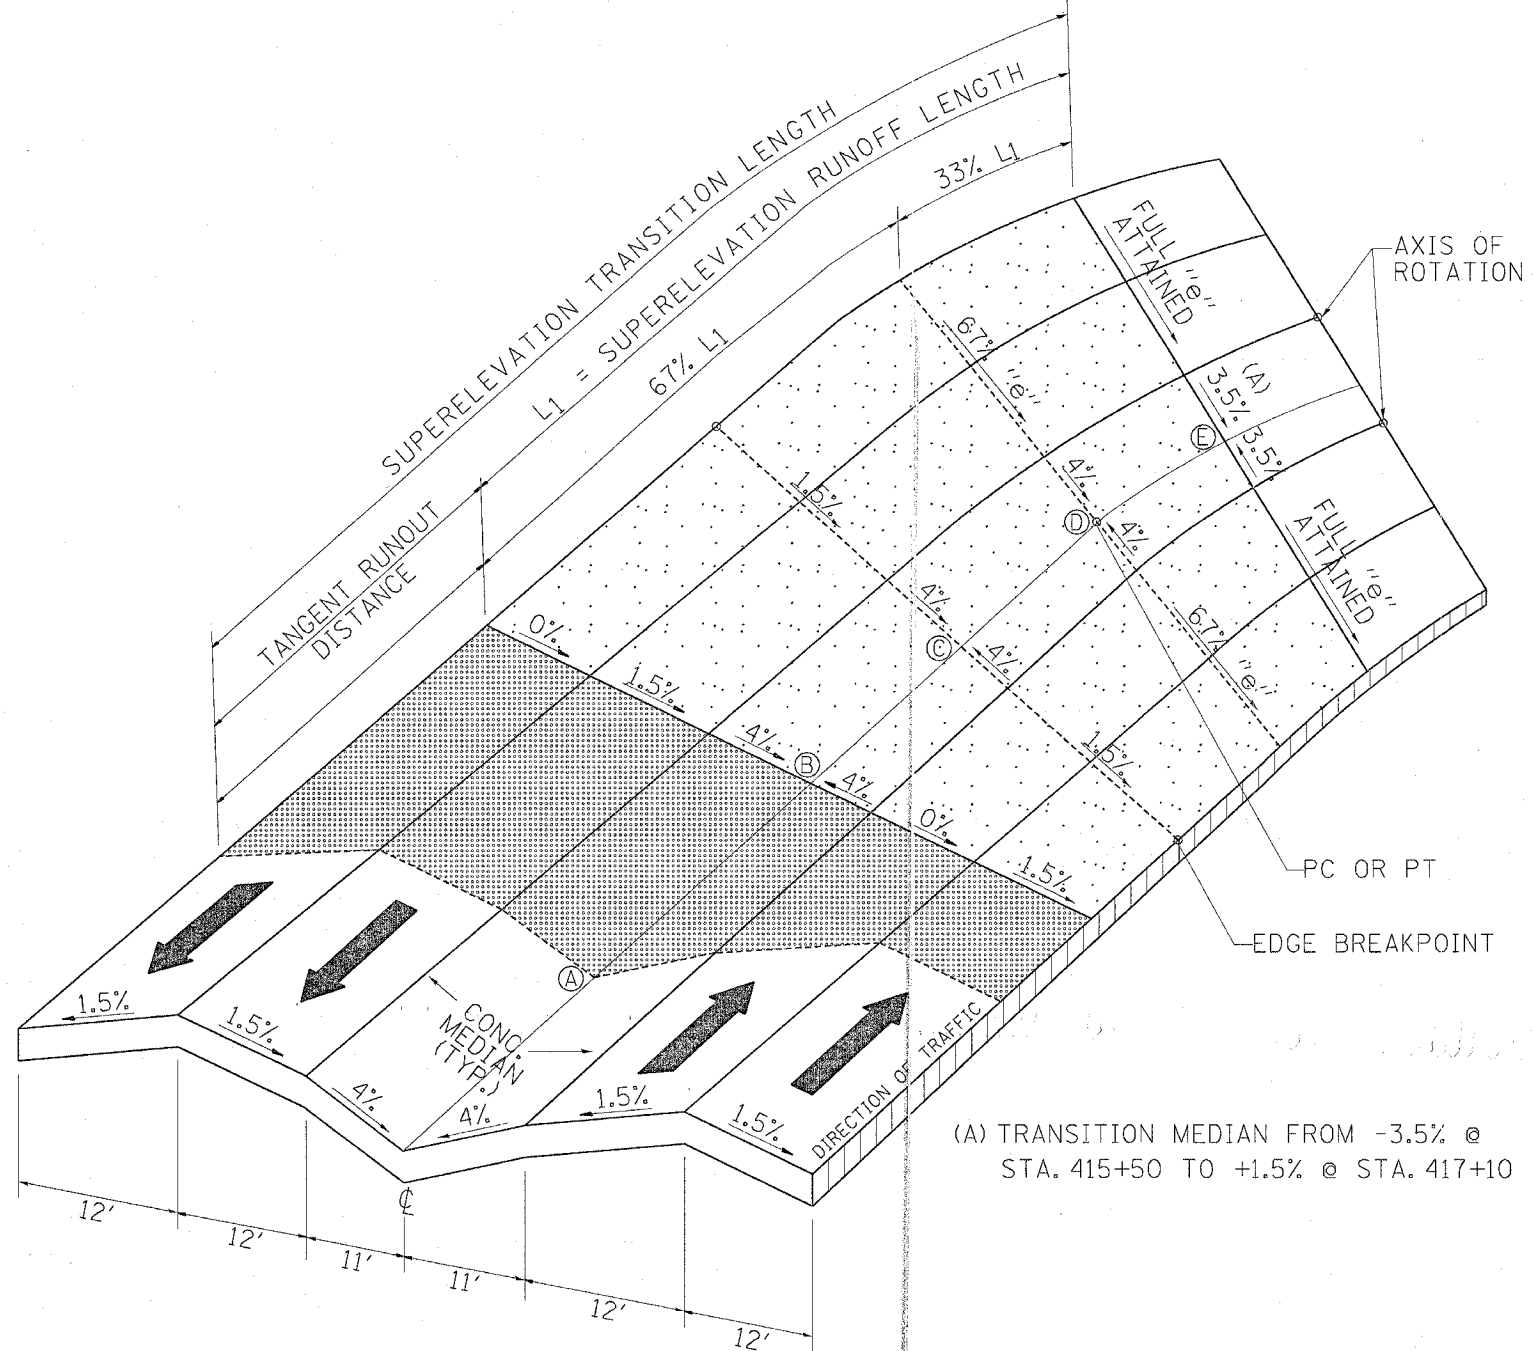 SUPERELEVATION TRANSITION LENGTH
L1 = SUPERELEVATION RUNOFF LENGTH
33% L1
67% L1
TANGENT RUNOUT
DISTANCE
FULL "e"
ATTAINED
AXIS OF
ROTATION
67% "e"
(A)
3.5%
E
3.5%
1.5%
4%
D
4%
FULL "e"
ATTAINED
4%
C
4%
67% "e"
0%
1.5%
4%
B
4%
1.5%
0%
1.5%
PC OR PT
EDGE BREAKPOINT
A
1.5%
1.5%
CONC.
MEDIAN
(TYP.)
4%
4%
1.5%
1.5%
DIRECTION OF TRAFFIC
(A) TRANSITION MEDIAN FROM -3.5% @
STA. 415+50 TO +1.5% @ STA. 417+10
℄
12'
12'
11'
11'
12'
12'